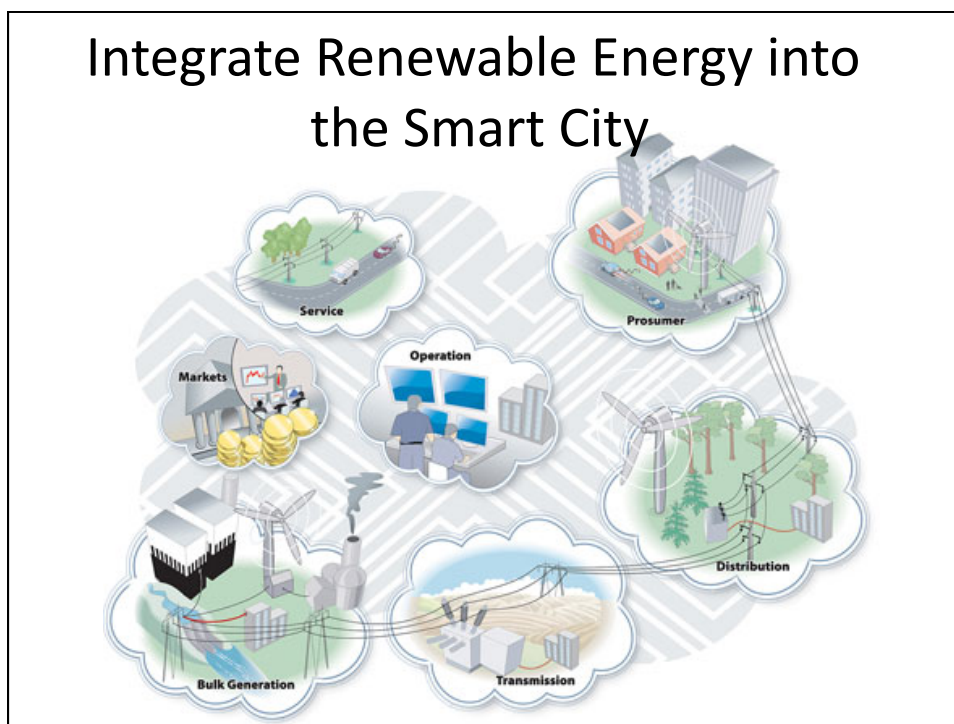 Integrate Renewable Energy into
the Smart City
Service
Prosumer
Markets
Operation
Distribution
Bulk Generation
Transmission